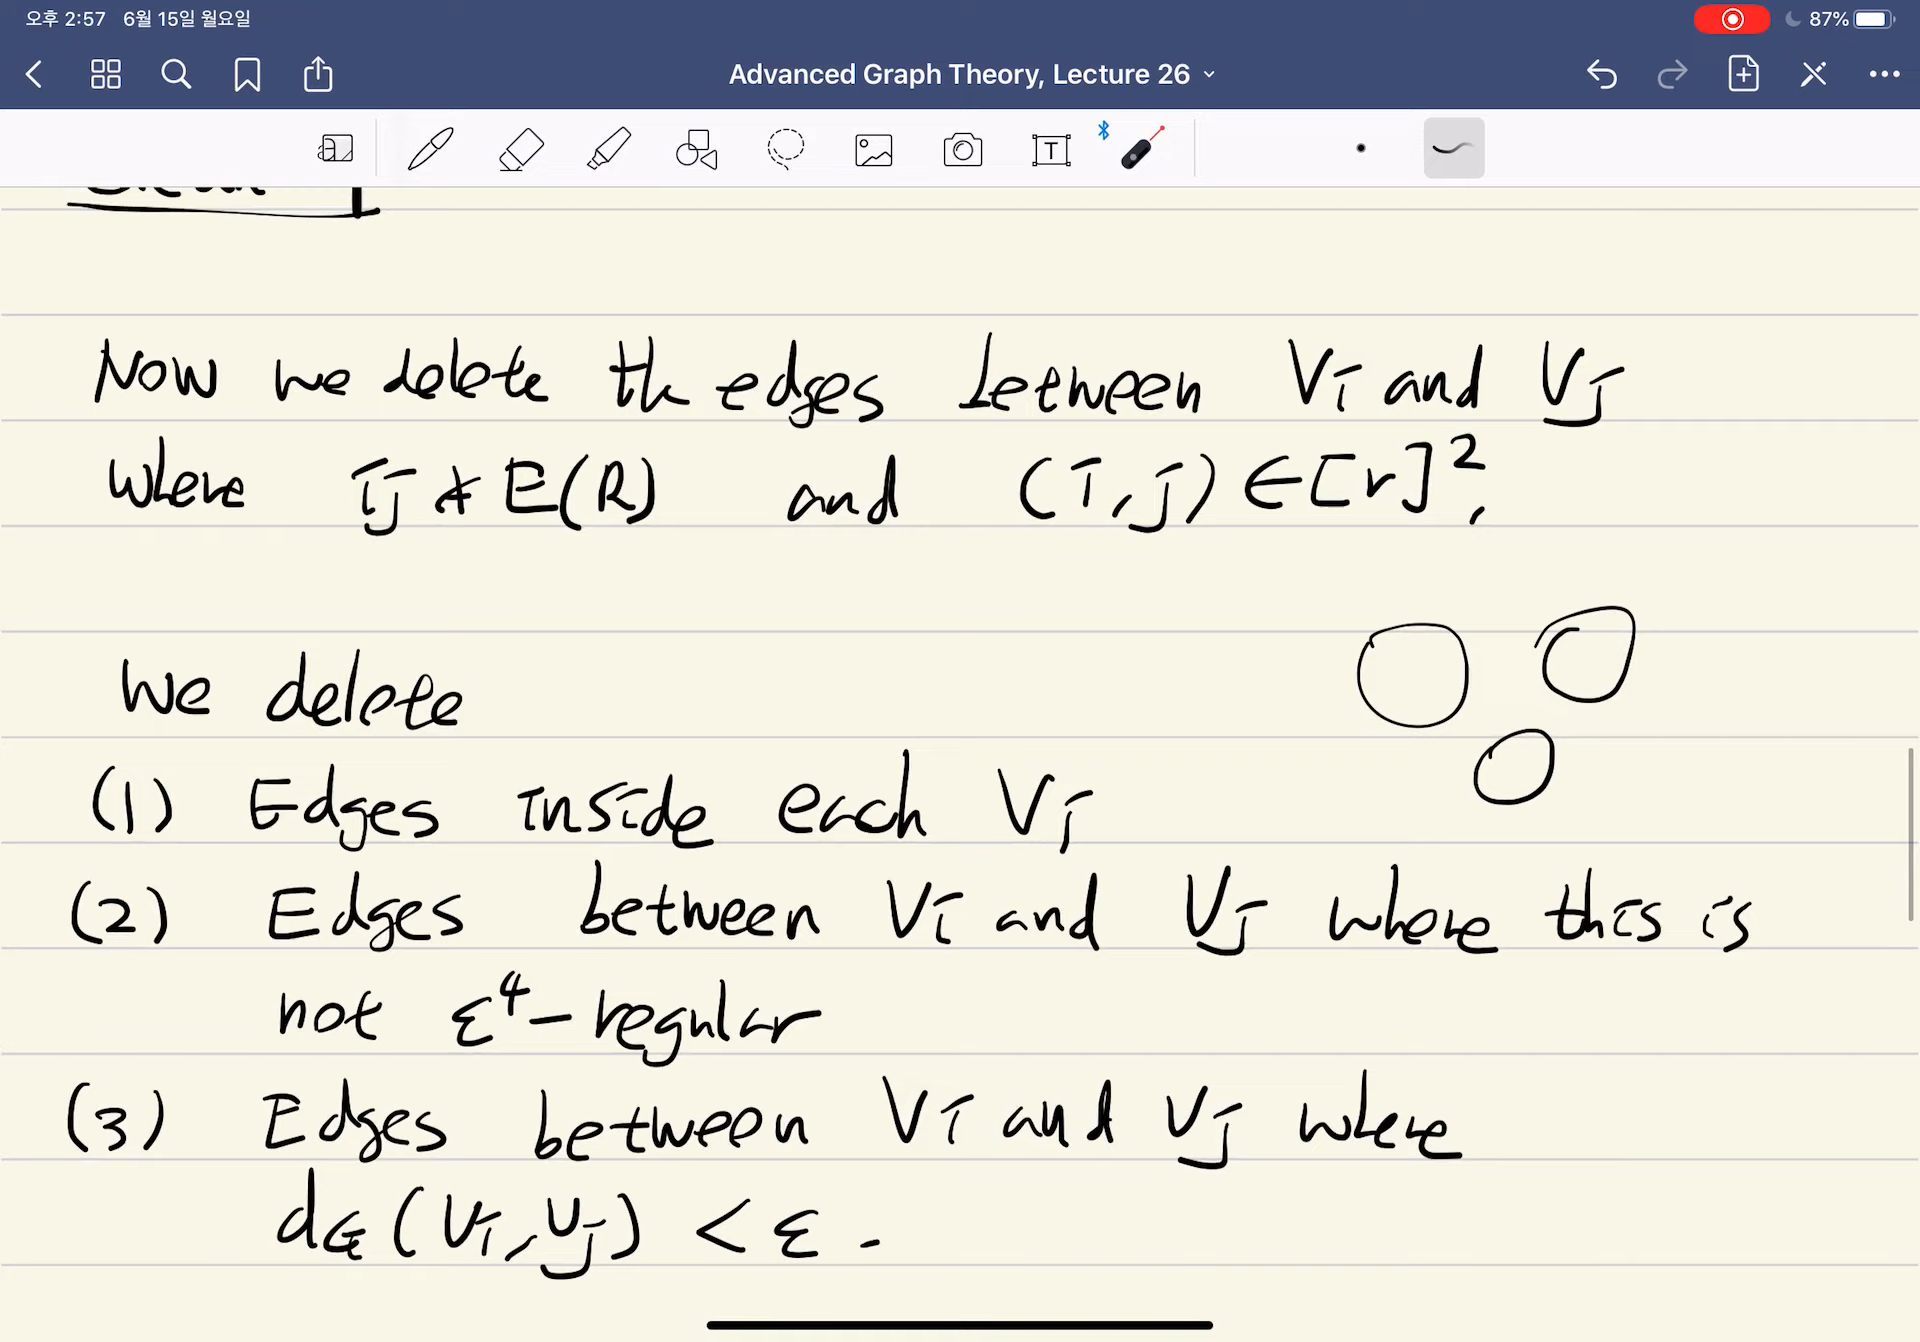 오후 2:57 6월 15일 월요일
87%
Advanced Graph Theory, Lecture 26
Now we delete the edges between Vi and Vj
where ij ∉ E(R) and (i,j) ∈ [r]²,
We delete
(1) Edges inside each Vi
(2) Edges between Vi and Vj where this is
not ε⁴-regular
(3) Edges between Vi and Vj where
dG(Vi,Vj) < ε.